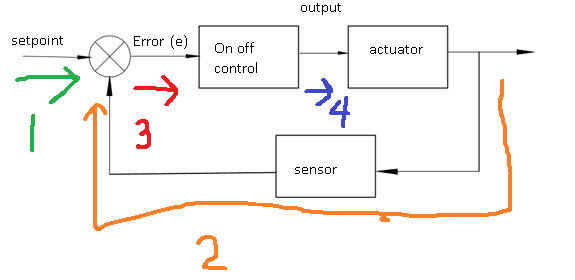 output
setpoint
Error (e)
On off
control
actuator
1
3
4
sensor
2